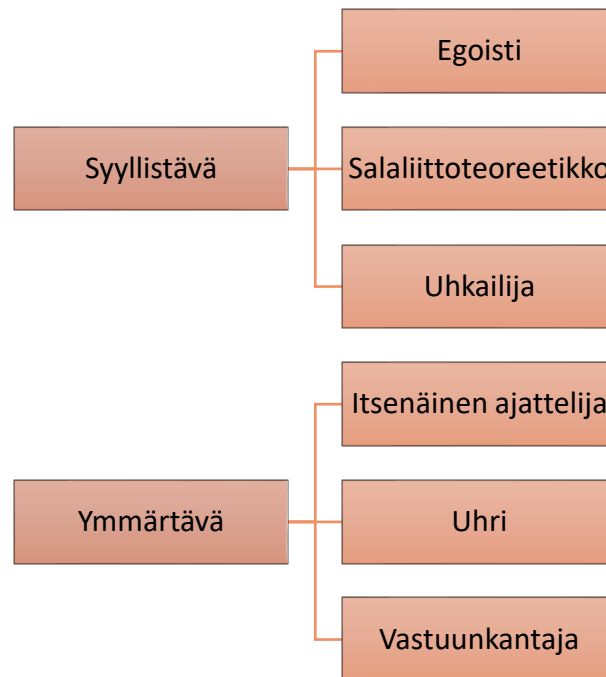 Syyllistävä
Egoisti
Salaliittoteoreetikko
Uhkailija
Ymmärtävä
Itsenäinen ajattelija
Uhri
Vastuunkantaja